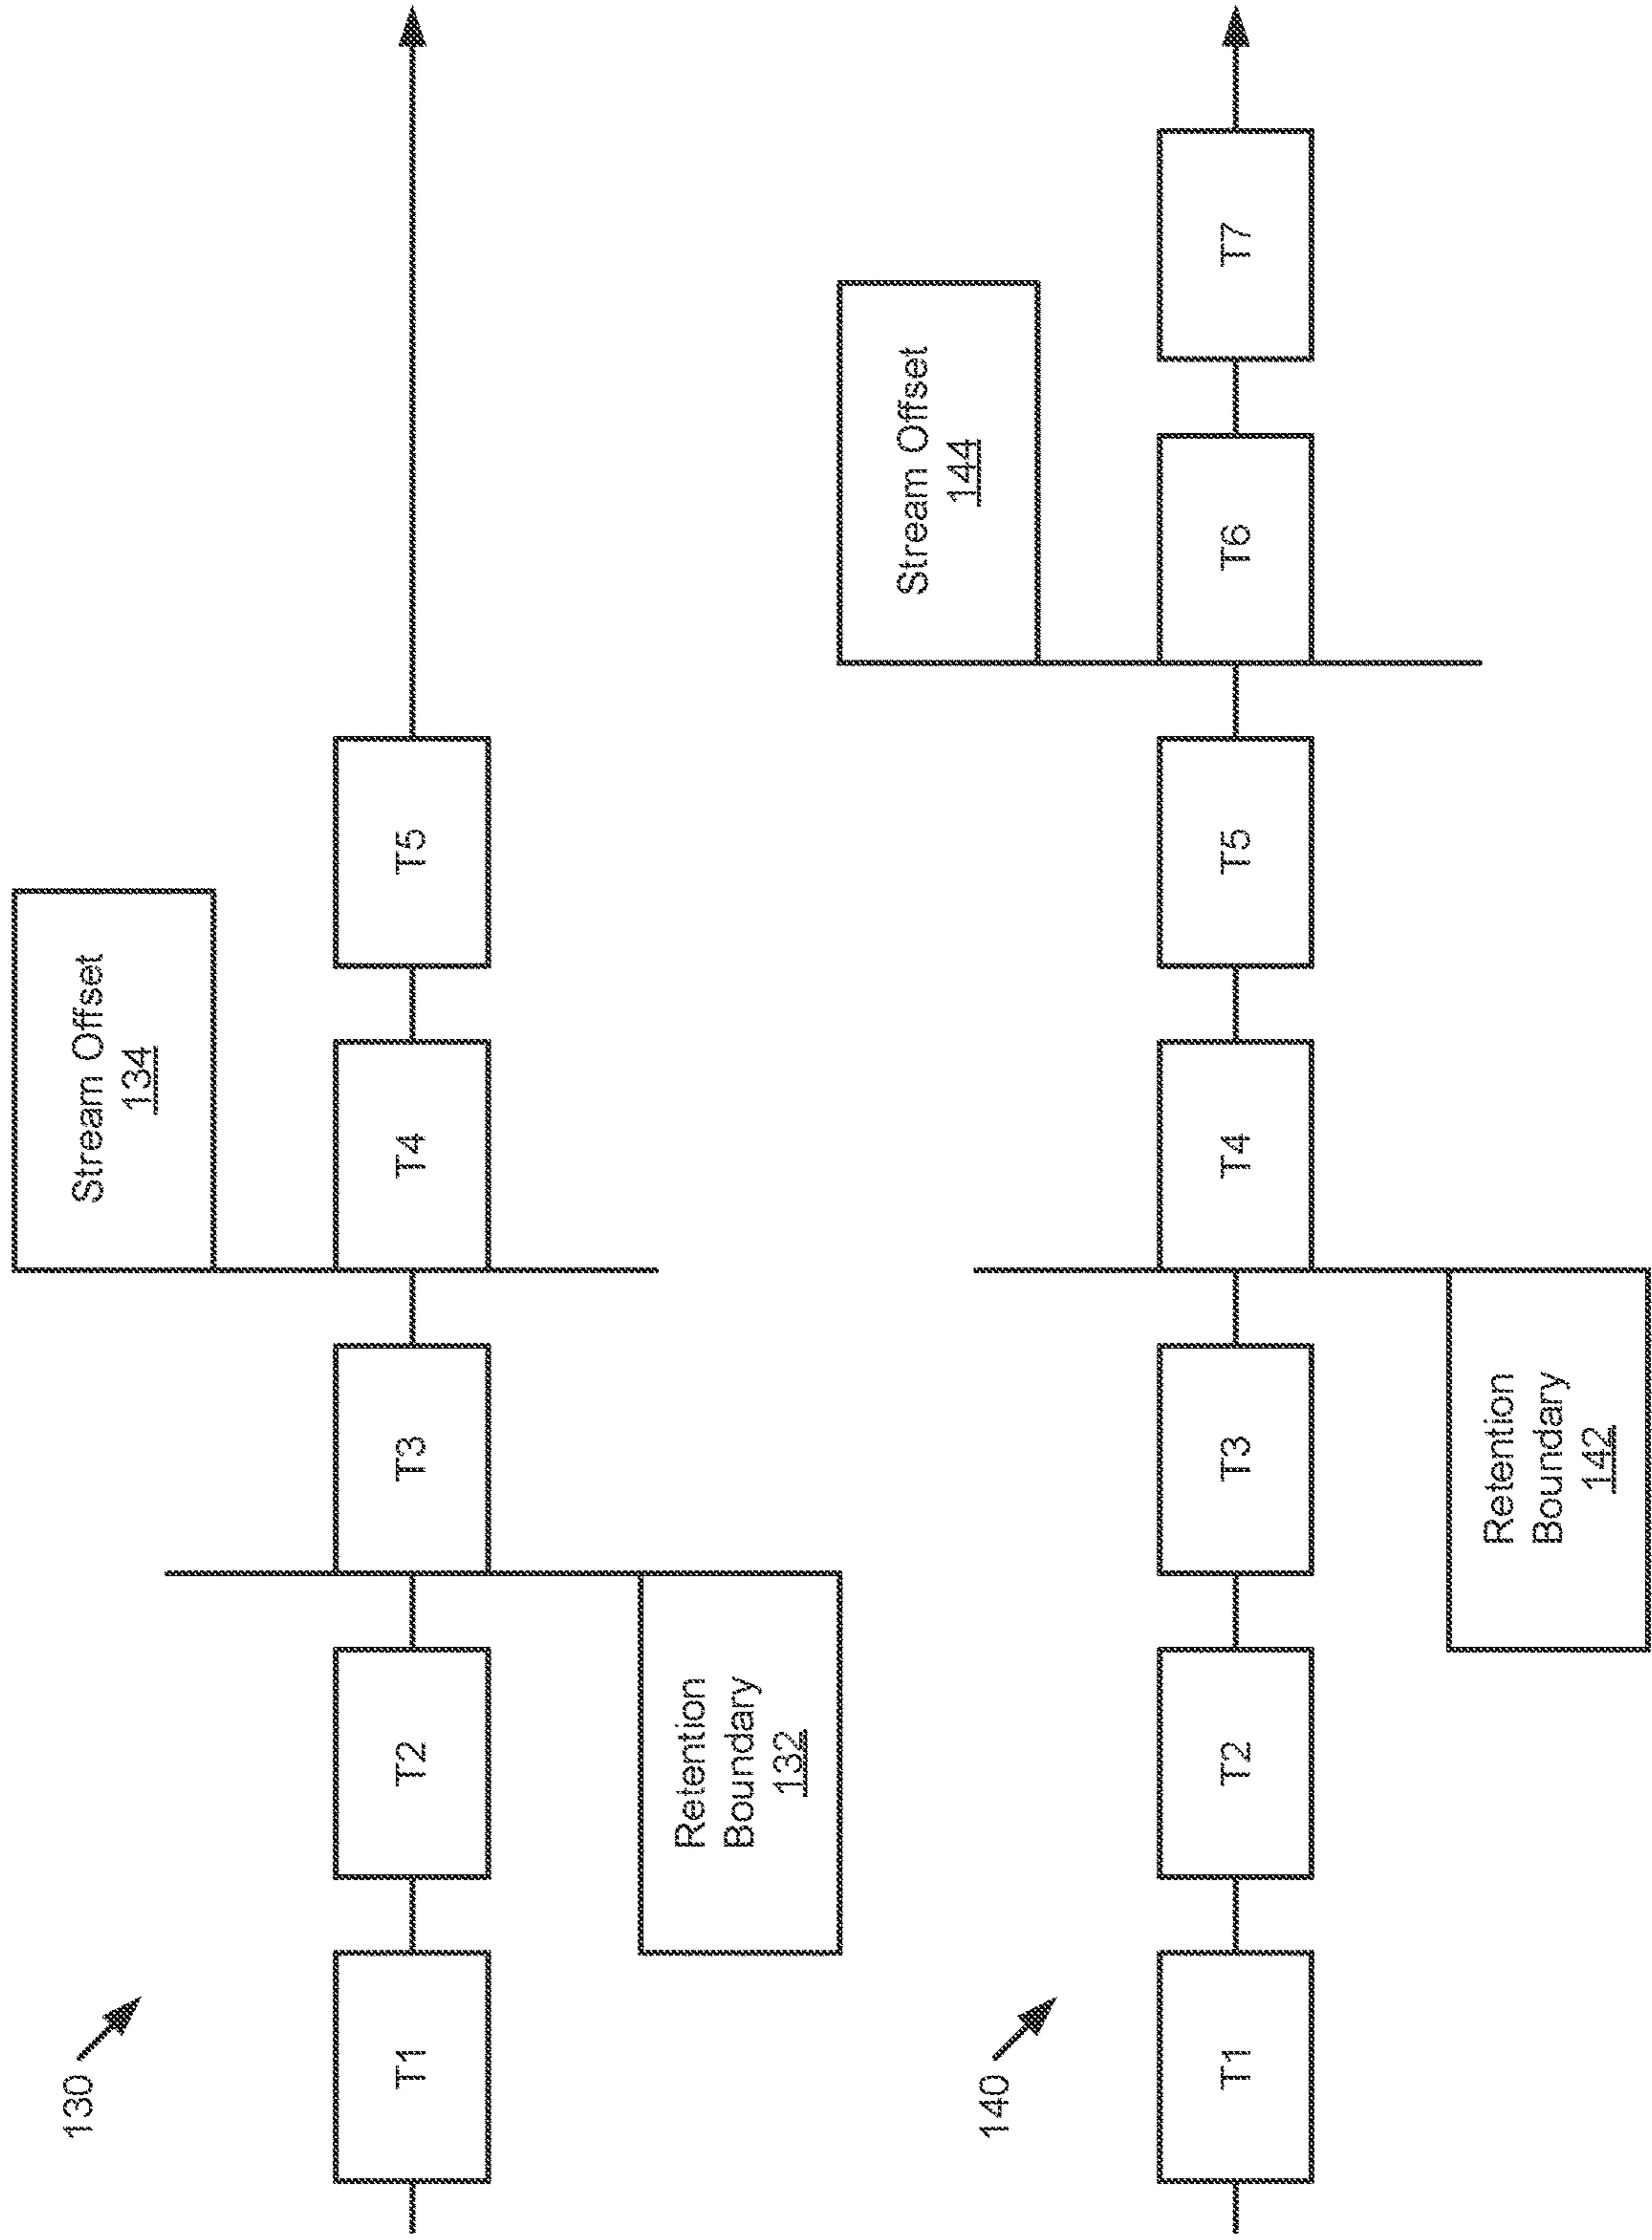 130
Stream Offset
134
T1
T2
T3
T4
T5
Retention
Boundary
132
140
Stream Offset
144
T1
T2
T3
T4
T5
T6
T7
Retention
Boundary
142